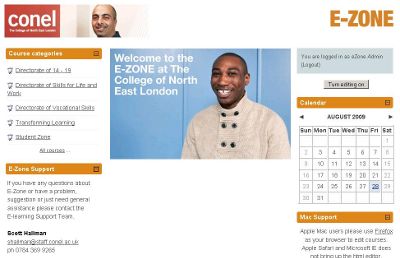 conel
The College of North East London
E-ZONE
Course categories
Directorate of 14 - 19
Directorate of Skills for Life and
Work
Directorate of Vocational Skills
Transforming Learning
Student Zone
All courses ...
E-Zone Support
If you have any questions about
E-Zone or have a problem,
suggestion or just need general
assistance please contact the
E-learning Support Team.
Scott Hallman
shallman@staff.conel.ac.uk
ph 0784 369 9265
Welcome to the
E-ZONE at The
College of North
East London
You are logged in as eZone Admin
(Logout)
Turn editing on
Calendar
◄ AUGUST 2009 ►
Sun Mon Tue Wed Thu Fri Sat
1
2 3 4 5 6 7 8
9 10 11 12 13 14 15
16 17 18 19 20 21 22
23 24 25 26 27 28 29
30 31
Mac Support
Apple Mac users please use Firefox
as your browser to edit courses.
Apple Safari and Microsoft IE does
not bring up the html editor